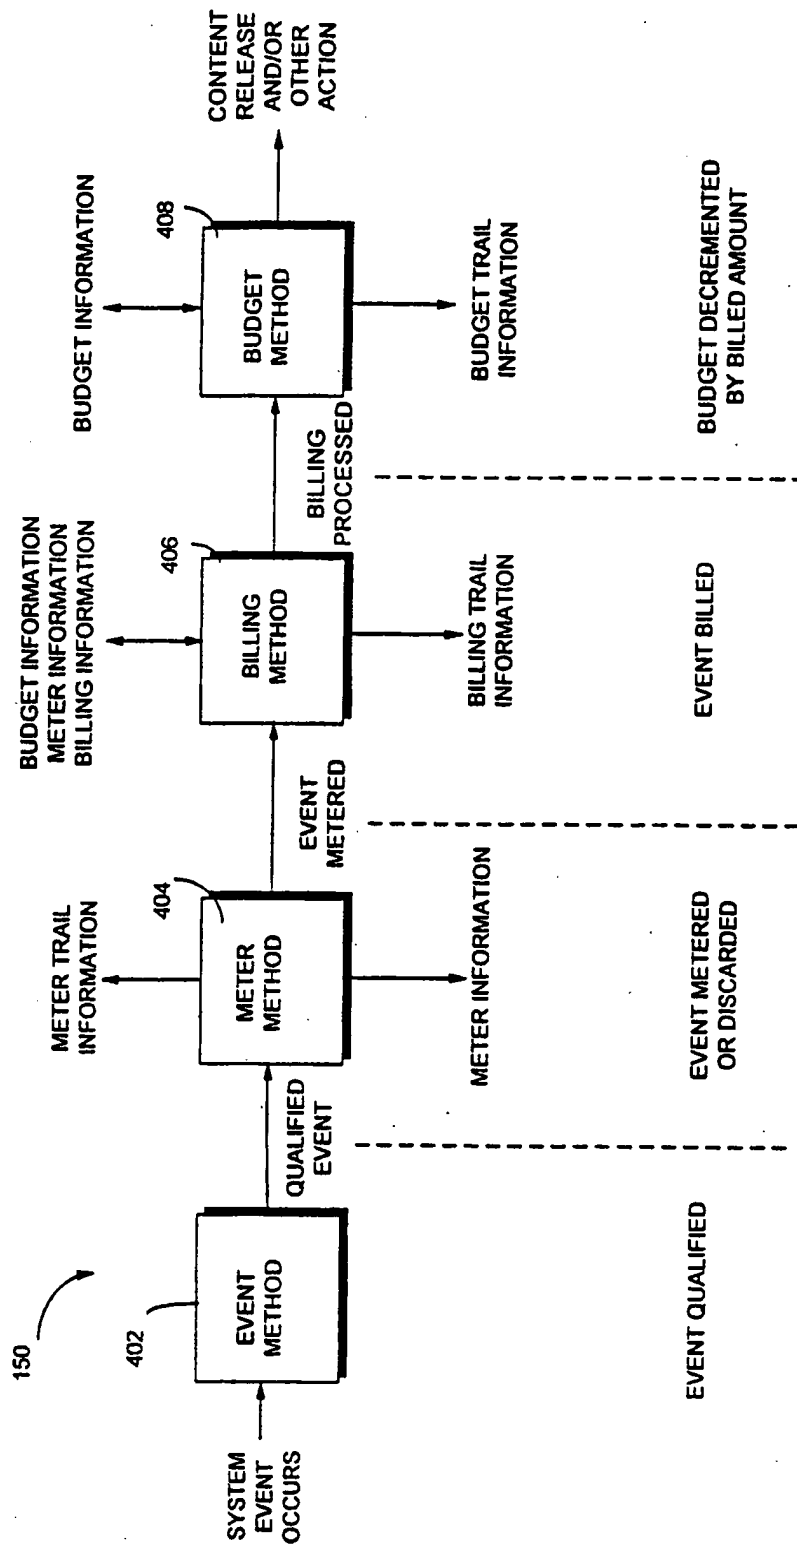 150
SYSTEM
EVENT
OCCURS
402
EVENT
METHOD
QUALIFIED
EVENT
EVENT QUALIFIED
METER TRAIL
INFORMATION
404
METER
METHOD
EVENT
METERED
METER INFORMATION
EVENT METERED
OR DISCARDED
BUDGET INFORMATION
METER INFORMATION
BILLING INFORMATION
406
BILLING
METHOD
BILLING
PROCESSED
BILLING TRAIL
INFORMATION
EVENT BILLED
BUDGET INFORMATION
408
BUDGET
METHOD
CONTENT
RELEASE
AND/OR
OTHER
ACTION
BUDGET TRAIL
INFORMATION
BUDGET DECREMENTED
BY BILLED AMOUNT